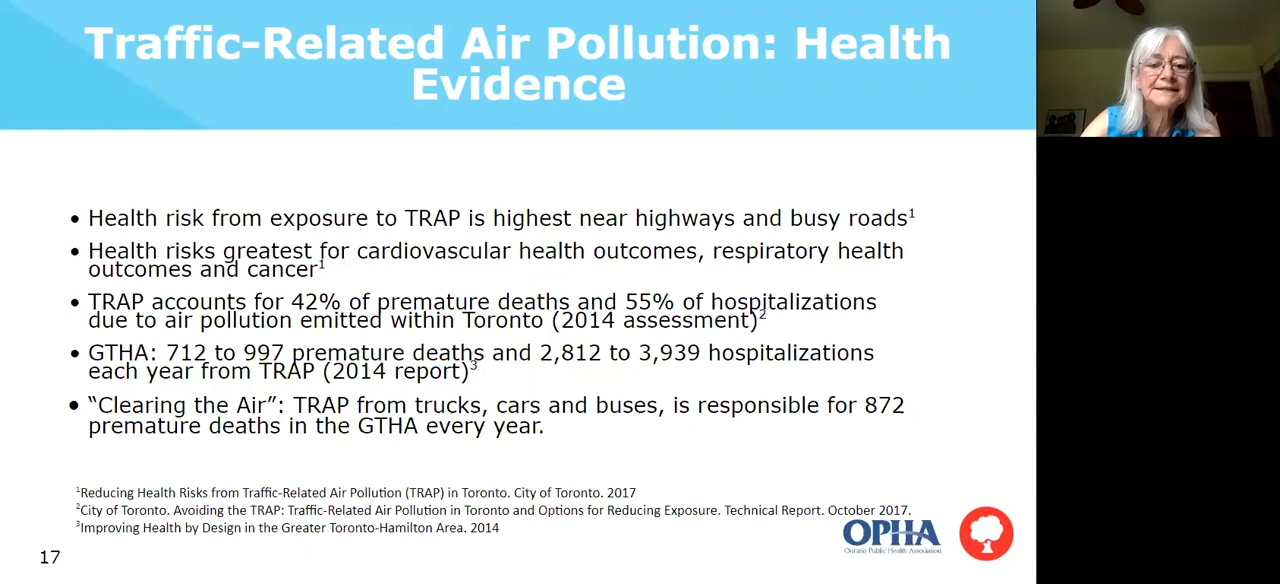 Traffic-Related Air Pollution: Health
Evidence
• Health risk from exposure to TRAP is highest near highways and busy roads¹
• Health risks greatest for cardiovascular health outcomes, respiratory health
outcomes and cancer¹
• TRAP accounts for 42% of premature deaths and 55% of hospitalizations
due to air pollution emitted within Toronto (2014 assessment)²
• GTHA: 712 to 997 premature deaths and 2,812 to 3,939 hospitalizations
each year from TRAP (2014 report)³
• “Clearing the Air”: TRAP from trucks, cars and buses, is responsible for 872
premature deaths in the GTHA every year.
¹Reducing Health Risks from Traffic-Related Air Pollution (TRAP) in Toronto. City of Toronto. 2017
²City of Toronto. Avoiding the TRAP: Traffic-Related Air Pollution in Toronto and Options for Reducing Exposure. Technical Report. October 2017.
³Improving Health by Design in the Greater Toronto-Hamilton Area. 2014
OPHA
Ontario Public Health Association
17